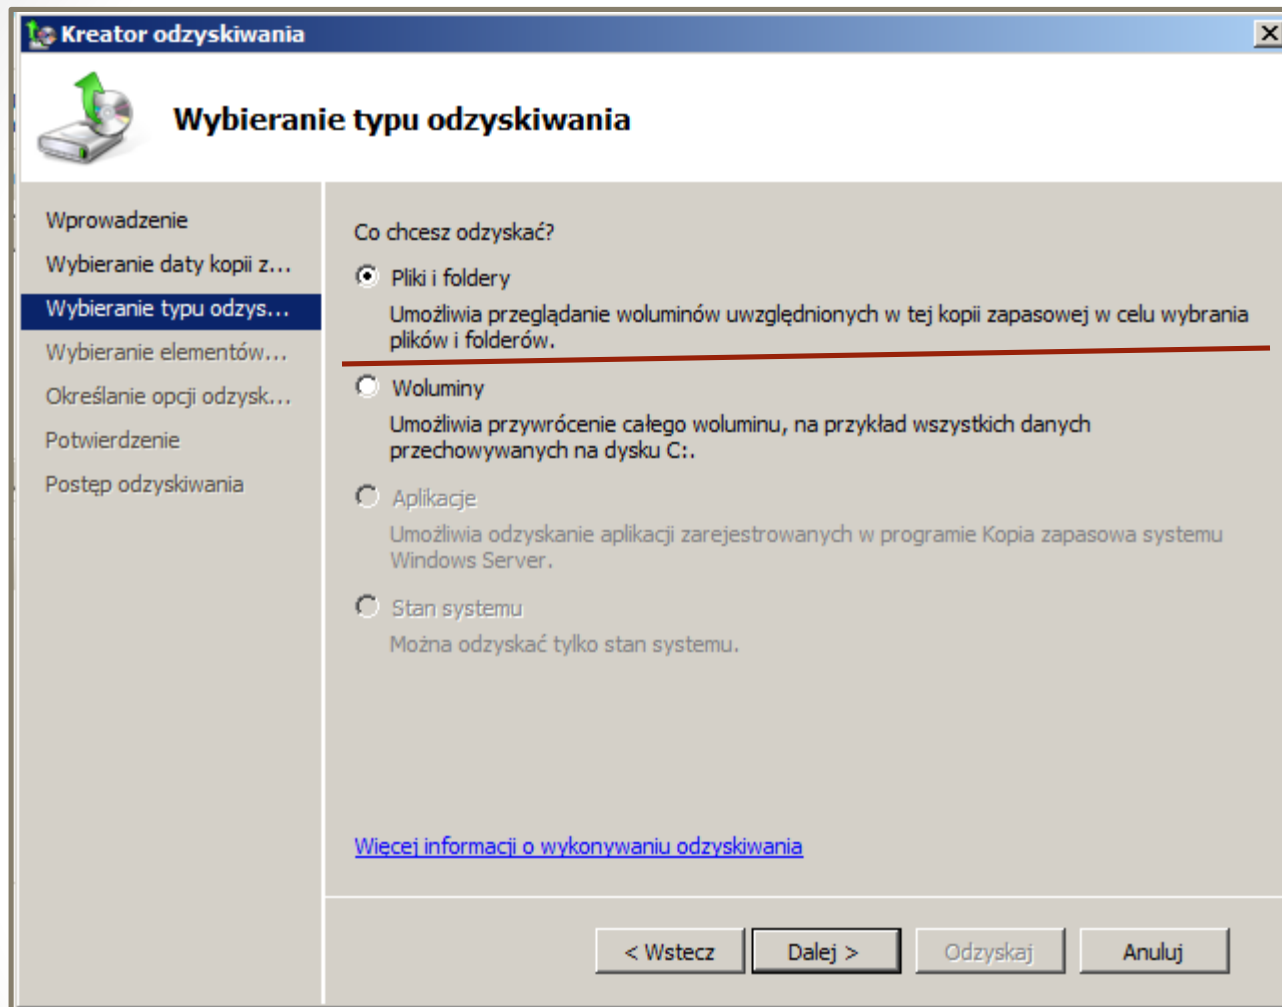 Kreator odzyskiwania
Wybieranie typu odzyskiwania
Wprowadzenie
Wybieranie daty kopii z...
Wybieranie typu odzys...
Wybieranie elementów...
Określanie opcji odzysk...
Potwierdzenie
Postęp odzyskiwania
Co chcesz odzyskać?
Pliki i foldery
Umożliwia przeglądanie woluminów uwzględnionych w tej kopii zapasowej w celu wybrania
plików i folderów.
Woluminy
Umożliwia przywrócenie całego woluminu, na przykład wszystkich danych
przechowywanych na dysku C:.
Aplikacje
Umożliwia odzyskanie aplikacji zarejestrowanych w programie Kopia zapasowa systemu
Windows Server.
Stan systemu
Można odzyskać tylko stan systemu.
Więcej informacji o wykonywaniu odzyskiwania
< Wstecz
Dalej >
Odzyskaj
Anuluj